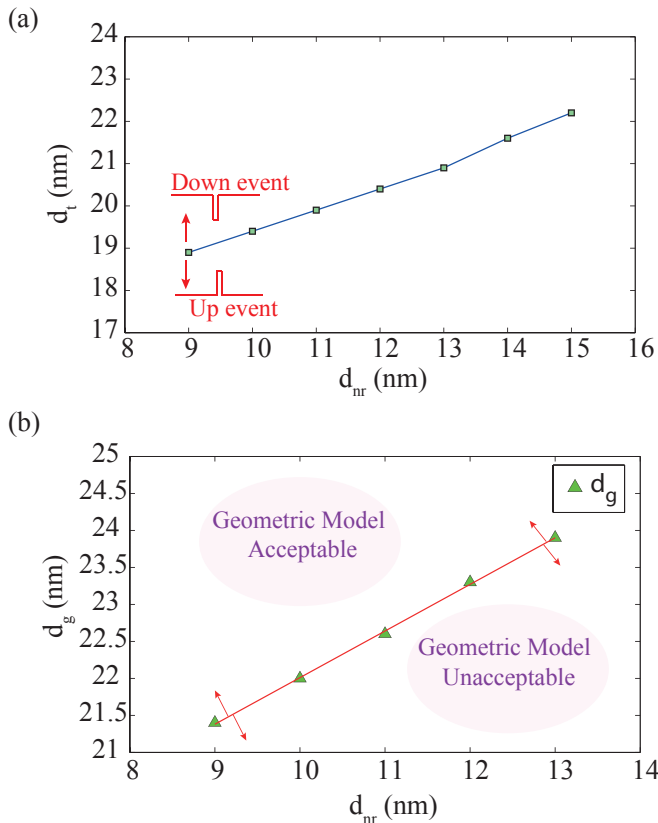 (a)
24
23
22
21
20
19
18
17
d_t (nm)
Down event
Up event
8 9 10 11 12 13 14 15 16
d_nr (nm)
(b)
25
24.5
24
23.5
23
22.5
22
21.5
21
d_g (nm)
d_g
Geometric Model
Acceptable
Geometric Model
Unacceptable
8 9 10 11 12 13 14
d_nr (nm)